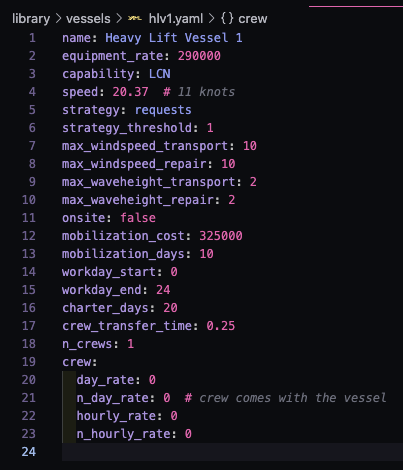 library > vessels > hlv1.yaml > {} crew
1 name: Heavy Lift Vessel 1
2 equipment_rate: 290000
3 capability: LCN
4 speed: 20.37  # 11 knots
5 strategy: requests
6 strategy_threshold: 1
7 max_windspeed_transport: 10
8 max_windspeed_repair: 10
9 max_waveheight_transport: 2
10 max_waveheight_repair: 2
11 onsite: false
12 mobilization_cost: 325000
13 mobilization_days: 10
14 workday_start: 0
15 workday_end: 24
16 charter_days: 20
17 crew_transfer_time: 0.25
18 n_crews: 1
19 crew:
20   day_rate: 0
21   n_day_rate: 0  # crew comes with the vessel
22   hourly_rate: 0
23   n_hourly_rate: 0
24